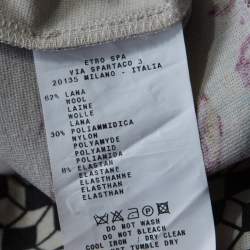 ETRO SPA
VIA SPARTACO 3
20135 MILANO - ITALIA
62% LANA
WOOL
LAINE
WOLLE
LANA
30% POLIAMMIDICA
NYLON
POLYAMYDE
POLYAMID
POLIAMIDA
8% ELASTAN
ELASTANE
ELASTHANNE
ELASTHAN
ELASTHAN
DO NOT WASH
DO NOT BLEACH
COOL IRON - DRY CLEAN
DO NOT TUMBLE DRY